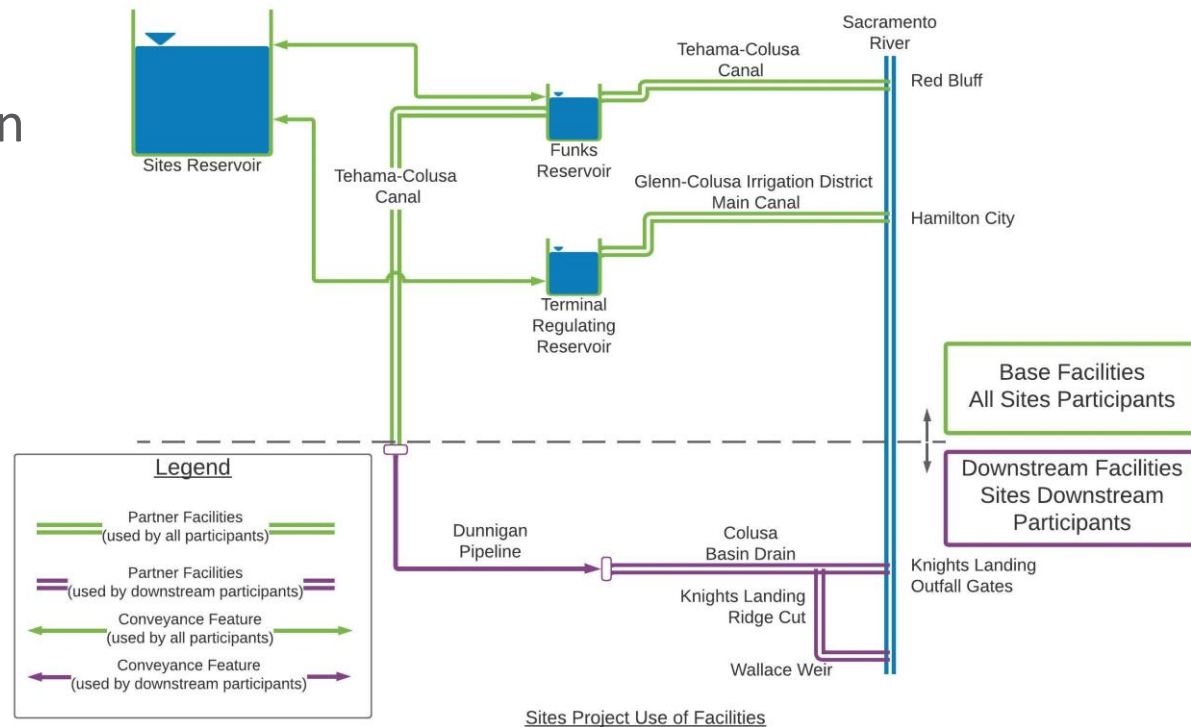 n
Sites Reservoir
Tehama-Colusa
Canal
Funks
Reservoir
Tehama-Colusa
Canal
Sacramento
River
Red Bluff
Glenn-Colusa Irrigation District
Main Canal
Hamilton City
Terminal
Regulating
Reservoir
Base Facilities
All Sites Participants
Downstream Facilities
Sites Downstream
Participants
Legend
Partner Facilities
(used by all participants)
Partner Facilities
(used by downstream participants)
Conveyance Feature
(used by all participants)
Conveyance Feature
(used by downstream participants)
Dunnigan
Pipeline
Colusa
Basin Drain
Knights Landing
Outfall Gates
Knights Landing
Ridge Cut
Wallace Weir
Sites Project Use of Facilities